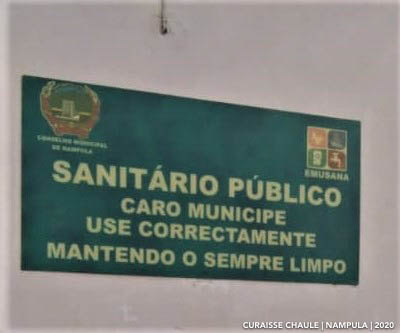 CONSELHO MUNICIPAL
DE NAMPULA
EMUSANA
SANITÁRIO PÚBLICO
CARO MUNICIPE
USE CORRECTAMENTE
MANTENDO O SEMPRE LIMPO
CURAISSE CHAULE | NAMPULA | 2020